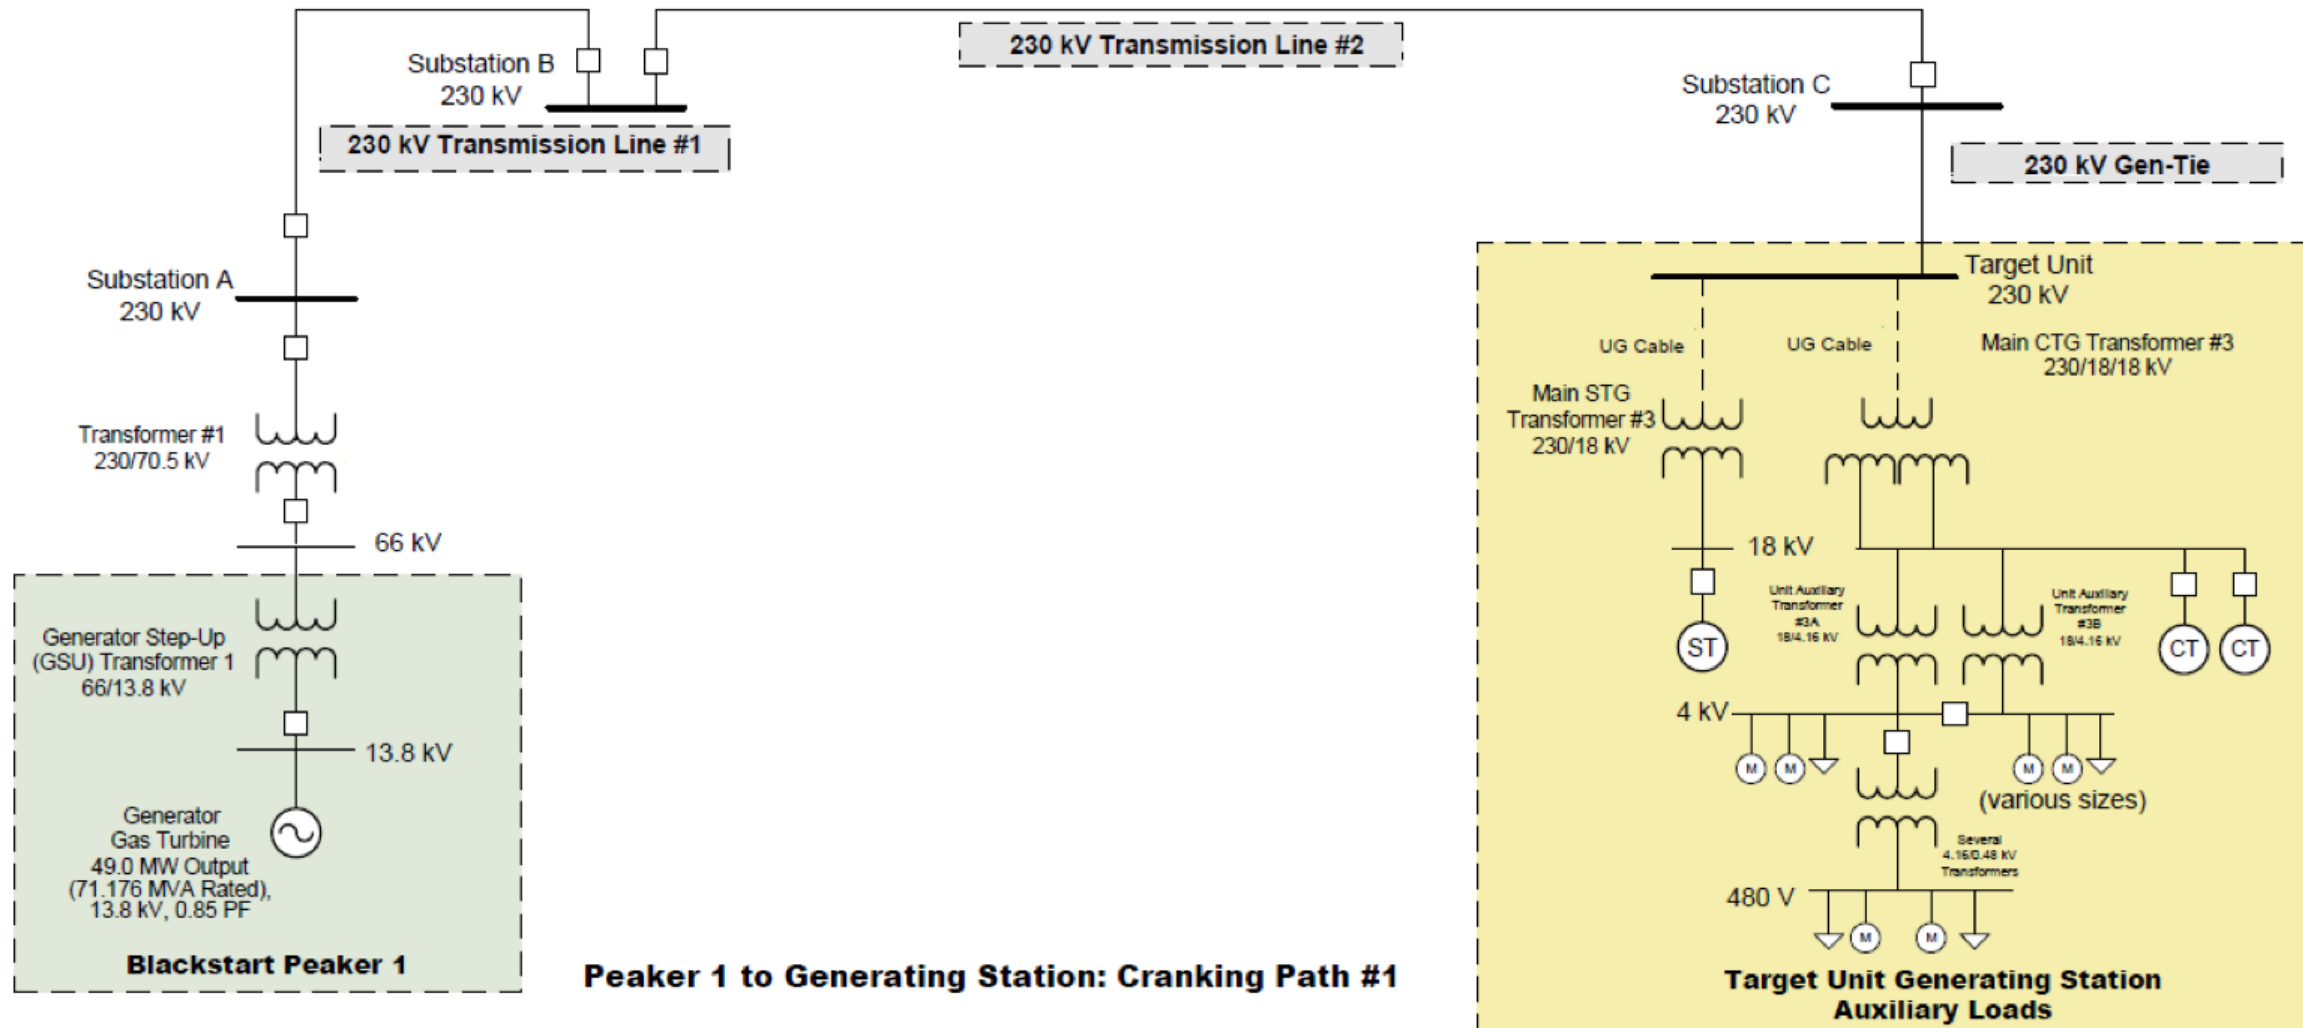 Substation B
230 kV
230 kV Transmission Line #1
230 kV Transmission Line #2
Substation C
230 kV
230 kV Gen-Tie
Substation A
230 kV
Transformer #1
230/70.5 kV
66 kV
Generator Step-Up
(GSU) Transformer 1
66/13.8 kV
13.8 kV
Generator
Gas Turbine
49.0 MW Output
(71.176 MVA Rated),
13.8 kV, 0.85 PF
Blackstart Peaker 1
Peaker 1 to Generating Station: Cranking Path #1
Target Unit
230 kV
UG Cable
UG Cable
Main CTG Transformer #3
230/18/18 kV
Main STG
Transformer #3
230/18 kV
18 kV
Unit Auxiliary
Transformer
#3A
18/4.16 kV
Unit Auxiliary
Transformer
#3B
18/4.16 kV
ST
CT
CT
4 kV
M
M
M
M
(various sizes)
Several
4.16/0.48 kV
Transformers
480 V
M
M
Target Unit Generating Station
Auxiliary Loads